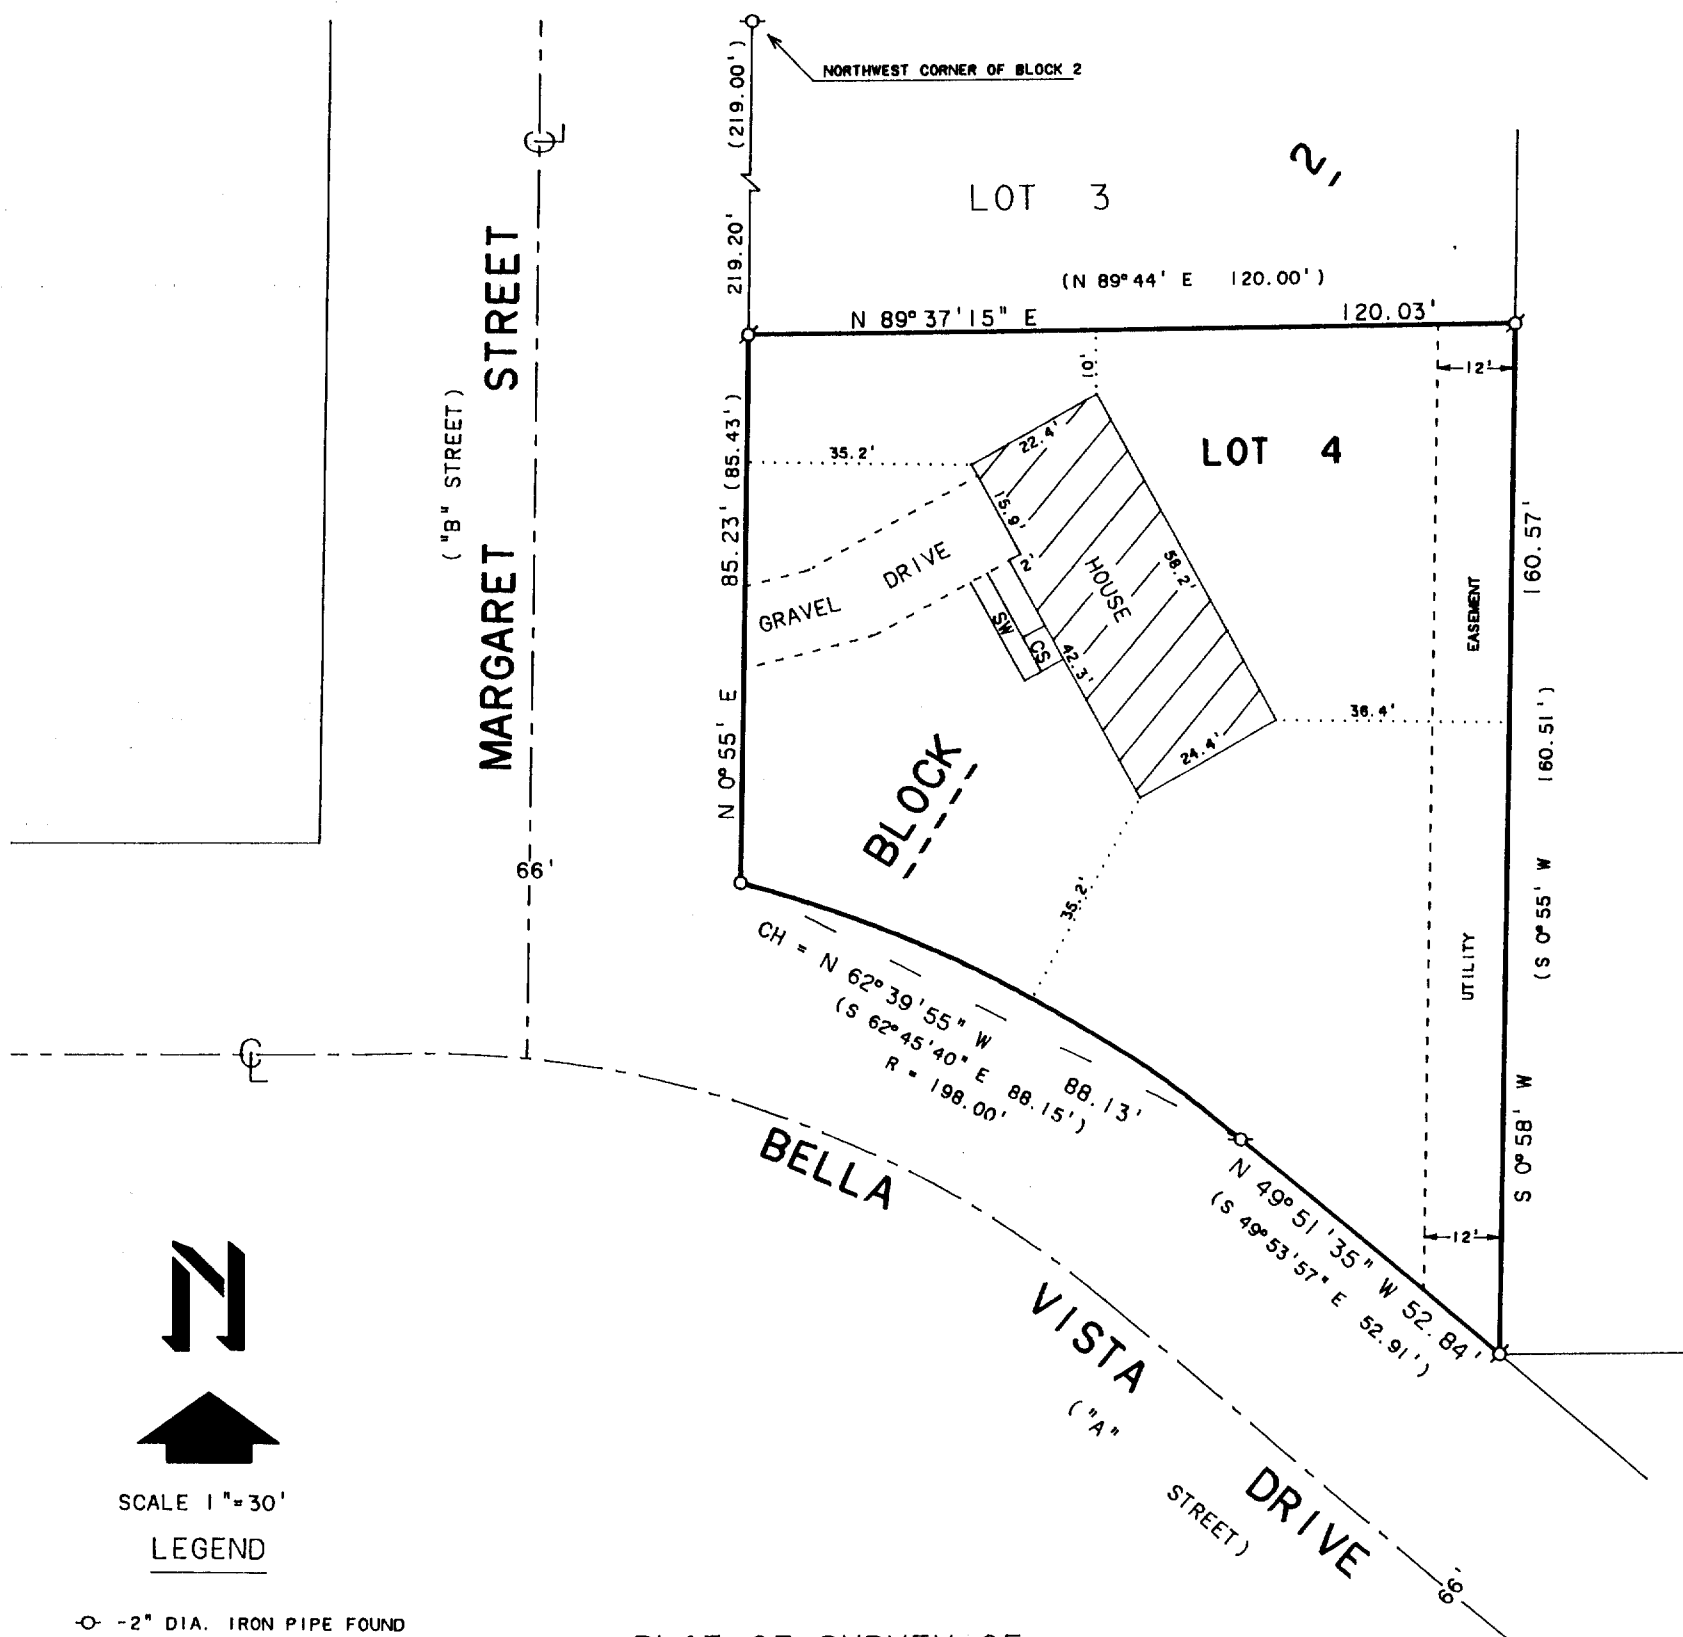 (219.00')
NORTHWEST CORNER OF BLOCK 2
2
LOT 3
219.20'
(N 89°44' E 120.00')
N 89°37'15" E 120.03'
12'
10'
MARGARET STREET
("B" STREET)
66'
85.23' (85.43')
N 0°55' E
35.2'
22.4'
LOT 4
15.9'
2'
HOUSE
58.2'
GRAVEL DRIVE
SW
CS
42.3'
24.4'
36.4'
35.2'
BLOCK
UTILITY EASEMENT
160.57'
(S 0°55' W 160.51')
S 0°58' W
CH = N 62°39'55" W 88.13'
(S 62°45'40" E 88.15')
R = 198.00'
N 49°51'35" W 52.84'
(S 49°53'57" E 52.91')
12'
BELLA VISTA DRIVE
("A" STREET)
66'
N
SCALE 1"=30'
LEGEND
-2" DIA. IRON PIPE FOUND